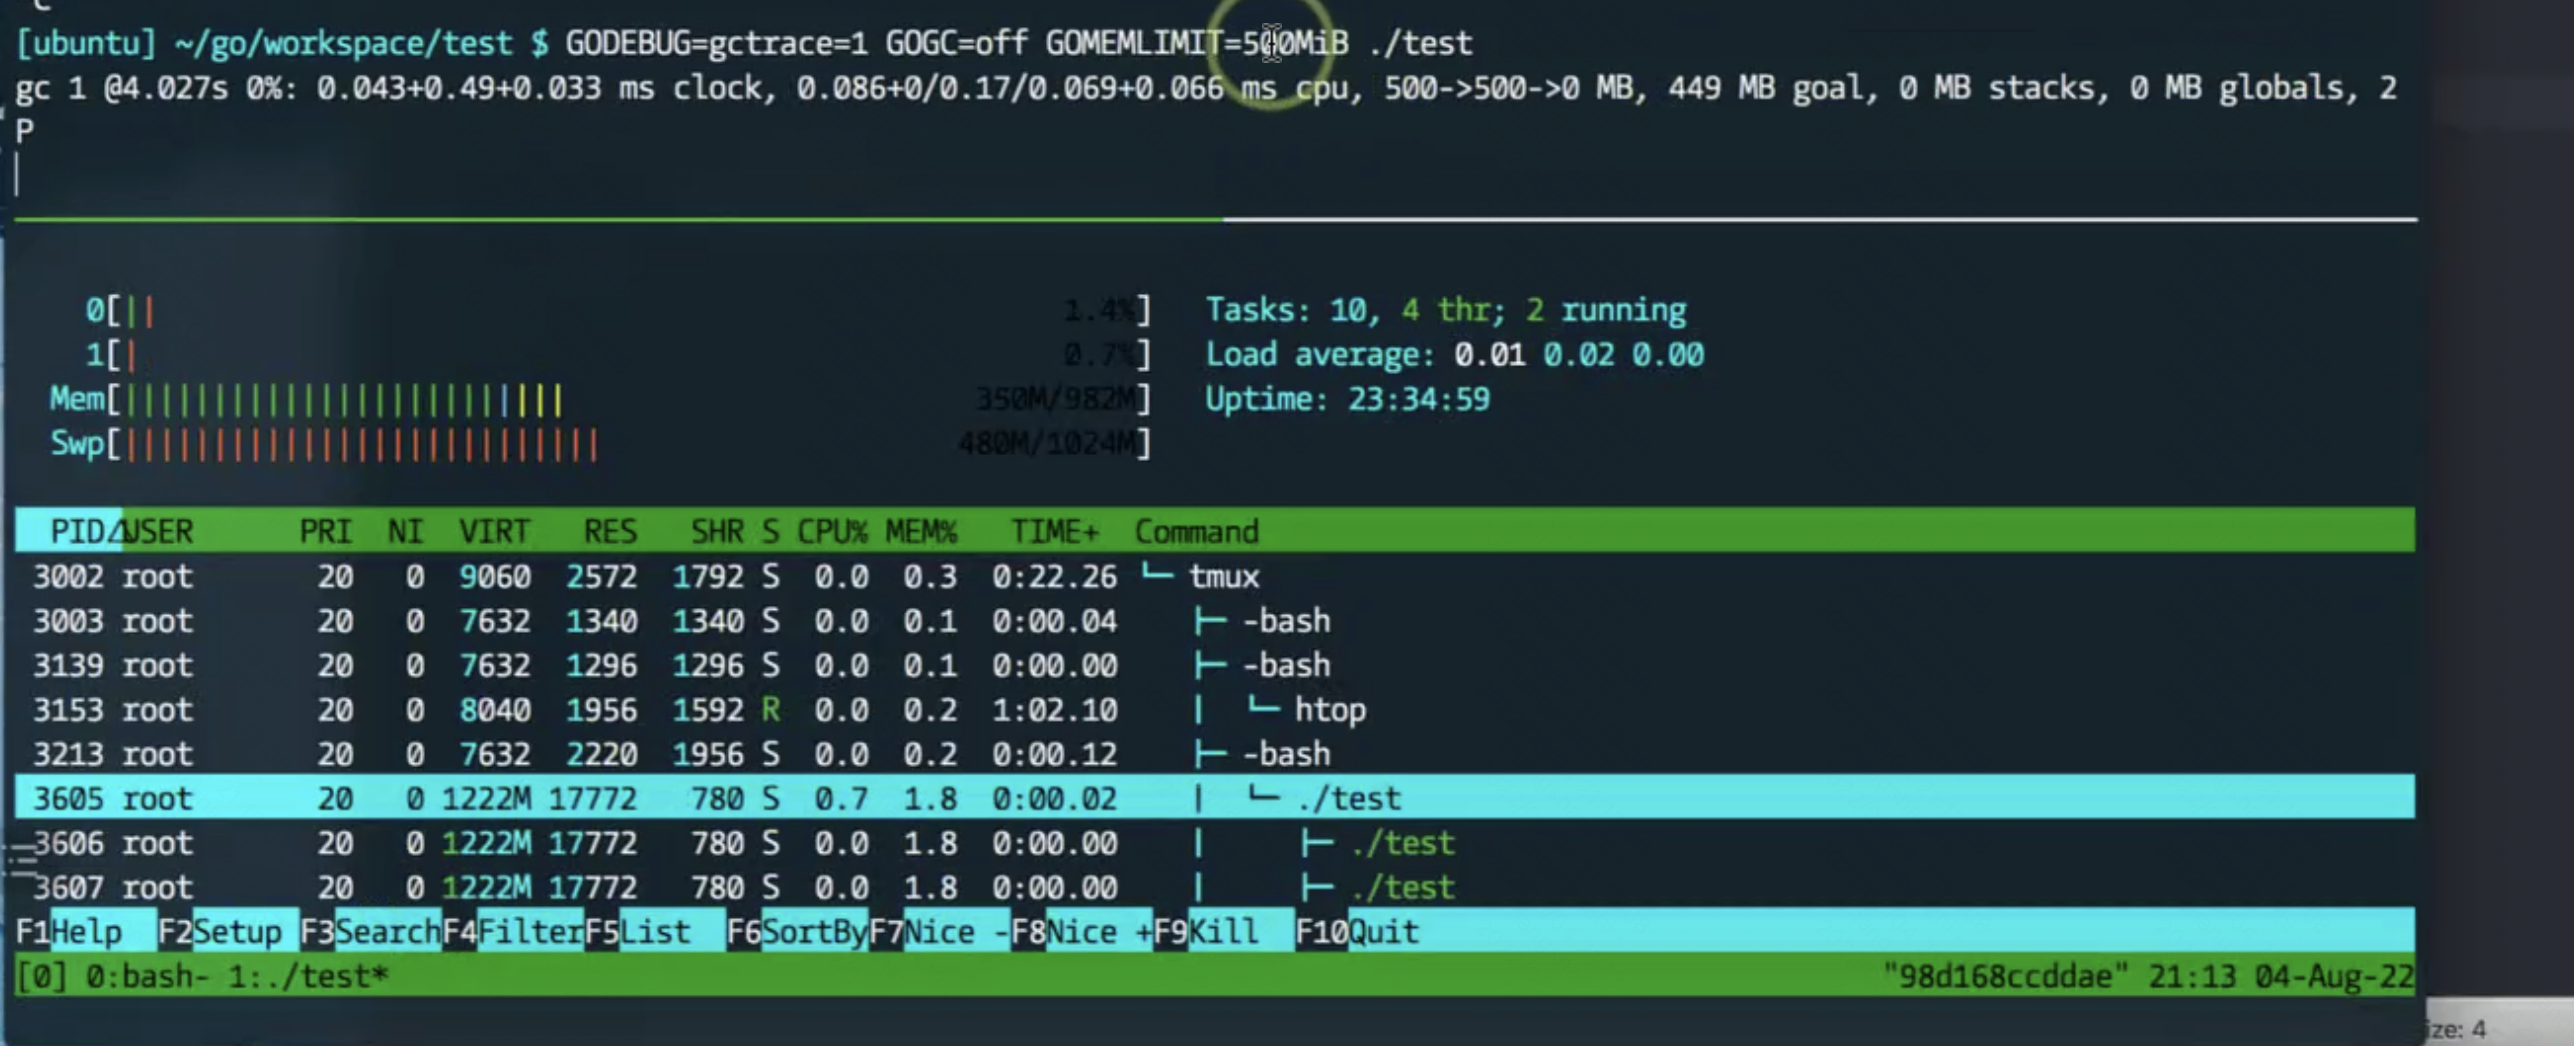 [ubuntu] ~/go/workspace/test $ GODEBUG=gctrace=1 GOGC=off GOMEMLIMIT=500MiB ./test
gc 1 @4.027s 0%: 0.043+0.49+0.033 ms clock, 0.086+0/0.17/0.069+0.066 ms cpu, 500->500->0 MB, 449 MB goal, 0 MB stacks, 0 MB globals, 2
P
0[|| 1.4%] Tasks: 10, 4 thr; 2 running
1[| 0.7%] Load average: 0.01 0.02 0.00
Mem[||||||||||||||||||||||||| 350M/982M] Uptime: 23:34:59
Swp[||||||||||||||||||||||||||| 480M/1024M]
PID△USER PRI NI VIRT RES SHR S CPU% MEM% TIME+ Command
3002 root 20 0 9060 2572 1792 S 0.0 0.3 0:22.26 └─ tmux
3003 root 20 0 7632 1340 1340 S 0.0 0.1 0:00.04 ├─ -bash
3139 root 20 0 7632 1296 1296 S 0.0 0.1 0:00.00 ├─ -bash
3153 root 20 0 8040 1956 1592 R 0.0 0.2 1:02.10 │ └─ htop
3213 root 20 0 7632 2220 1956 S 0.0 0.2 0:00.12 ├─ -bash
3605 root 20 0 1222M 17772 780 S 0.7 1.8 0:00.02 │ └─ ./test
3606 root 20 0 1222M 17772 780 S 0.0 1.8 0:00.00 │ ├─ ./test
3607 root 20 0 1222M 17772 780 S 0.0 1.8 0:00.00 │ ├─ ./test
F1Help F2Setup F3SearchF4FilterF5List F6SortByF7Nice -F8Nice +F9Kill F10Quit
[0] 0:bash- 1:./test* "98d168ccddae" 21:13 04-Aug-22
ize: 4